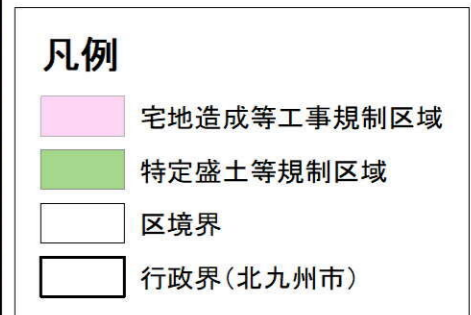 凡例
宅地造成等工事規制区域
特定盛土等規制区域
区境界
行政界(北九州市)